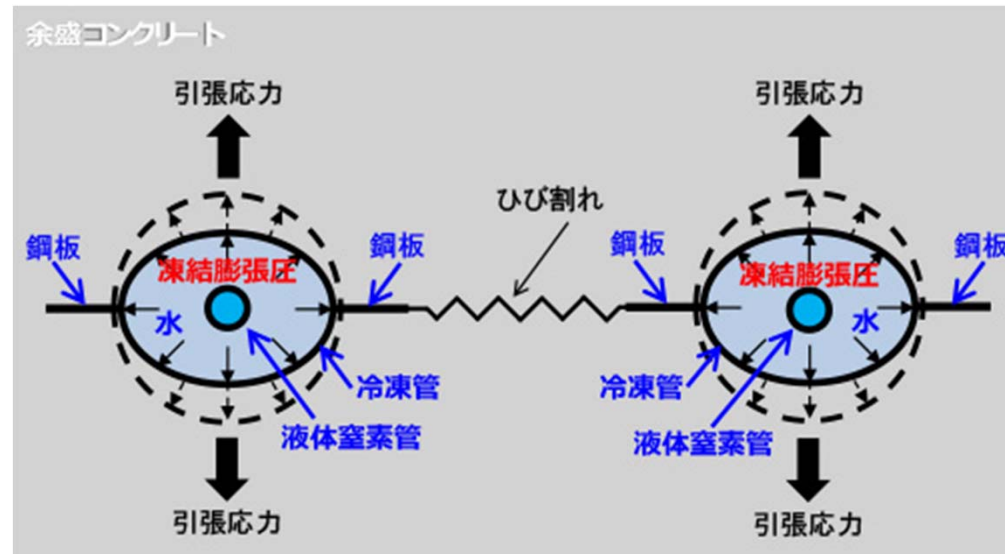 余盛コンクリート
引張応力
引張応力
ひび割れ
鋼板
鋼板
鋼板
鋼板
凍結膨張圧
凍結膨張圧
水
水
冷凍管
冷凍管
液体窒素管
液体窒素管
引張応力
引張応力